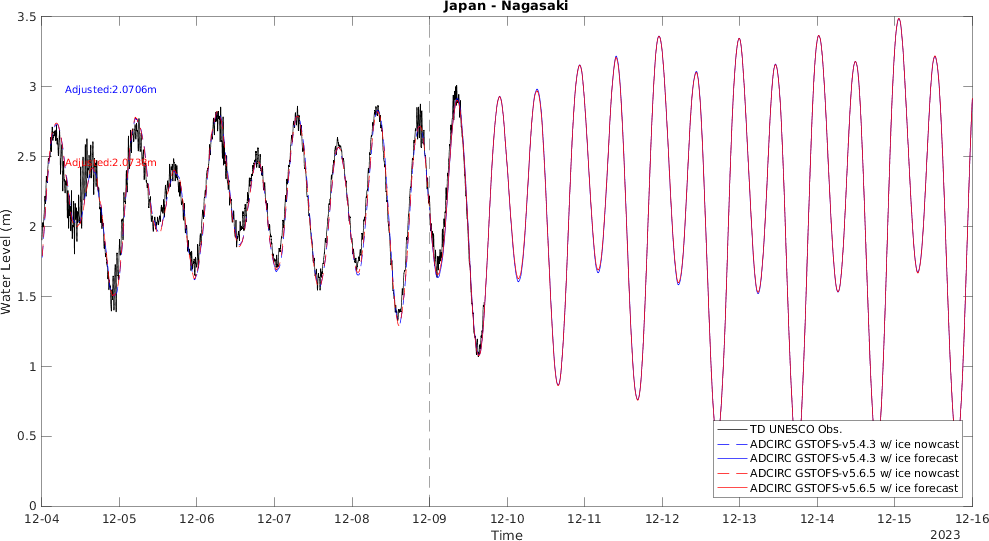 Japan - Nagasaki
3.5
3
2.5
2
1.5
1
0.5
0
Water Level (m)
Adjusted:2.0706m
Adjusted:2.0736m
TD UNESCO Obs.
ADCIRC GSTOFS-v5.4.3 w/ ice nowcast
ADCIRC GSTOFS-v5.4.3 w/ ice forecast
ADCIRC GSTOFS-v5.6.5 w/ ice nowcast
ADCIRC GSTOFS-v5.6.5 w/ ice forecast
12-04 12-05 12-06 12-07 12-08 12-09 12-10 12-11 12-12 12-13 12-14 12-15 12-16
Time
2023